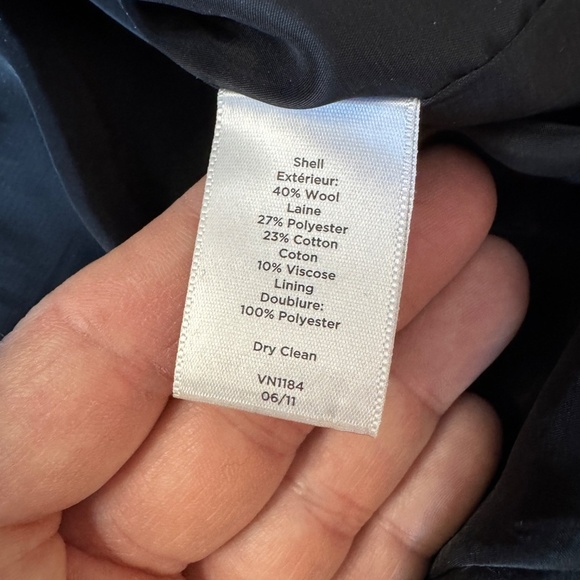 Shell
Extérieur:
40% Wool
Laine
27% Polyester
23% Cotton
Coton
10% Viscose
Lining
Doublure:
100% Polyester
Dry Clean
VN1184
06/11